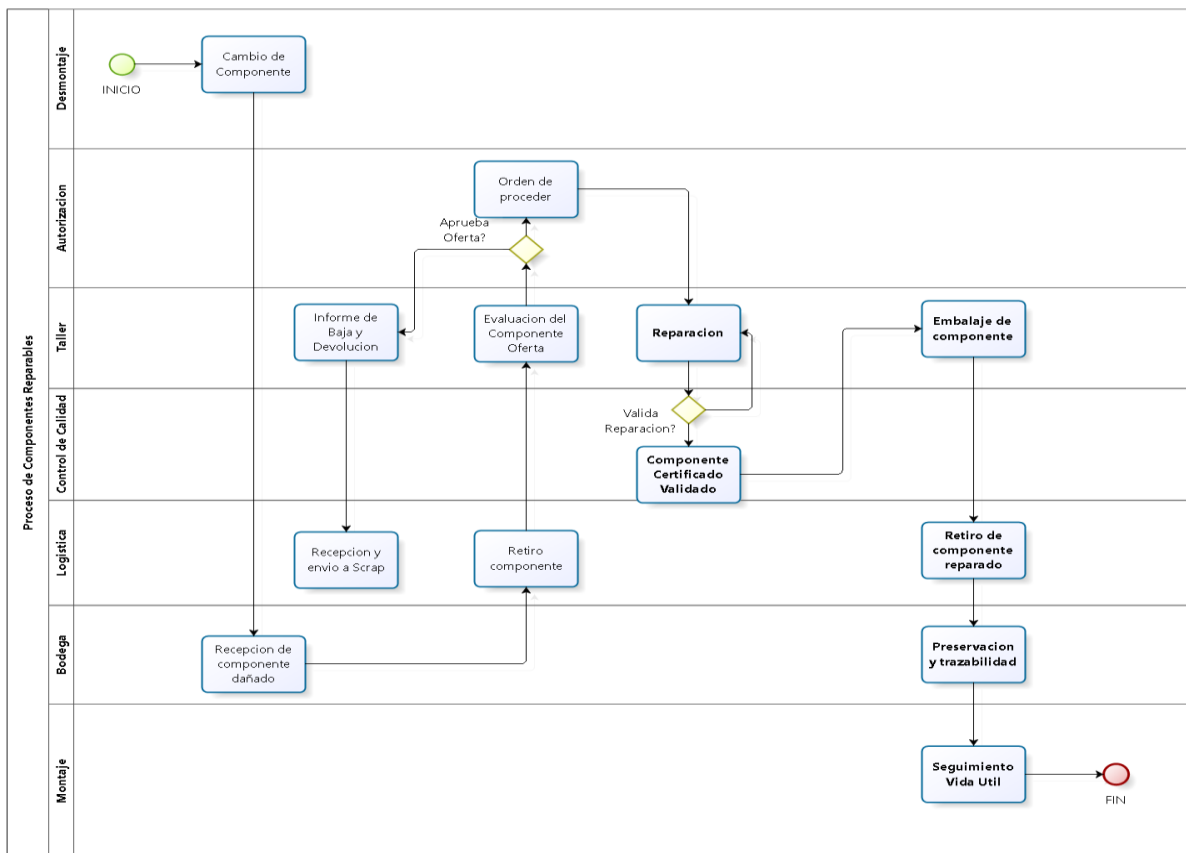 Proceso de Componentes Reparables
Desmontaje
INICIO
Cambio de
Componente
Autorizacion
Orden de
proceder
Aprueba
Oferta?
Taller
Informe de
Baja y
Devolucion
Evaluacion del
Componente
Oferta
Reparacion
Embalaje de
componente
Control de Calidad
Valida
Reparacion?
Componente
Certificado
Validado
Logistica
Recepcion y
envio a Scrap
Retiro
componente
Retiro de
componente
reparado
Bodega
Recepcion de
componente
dañado
Preservacion
y trazabilidad
Montaje
Seguimiento
Vida Util
FIN